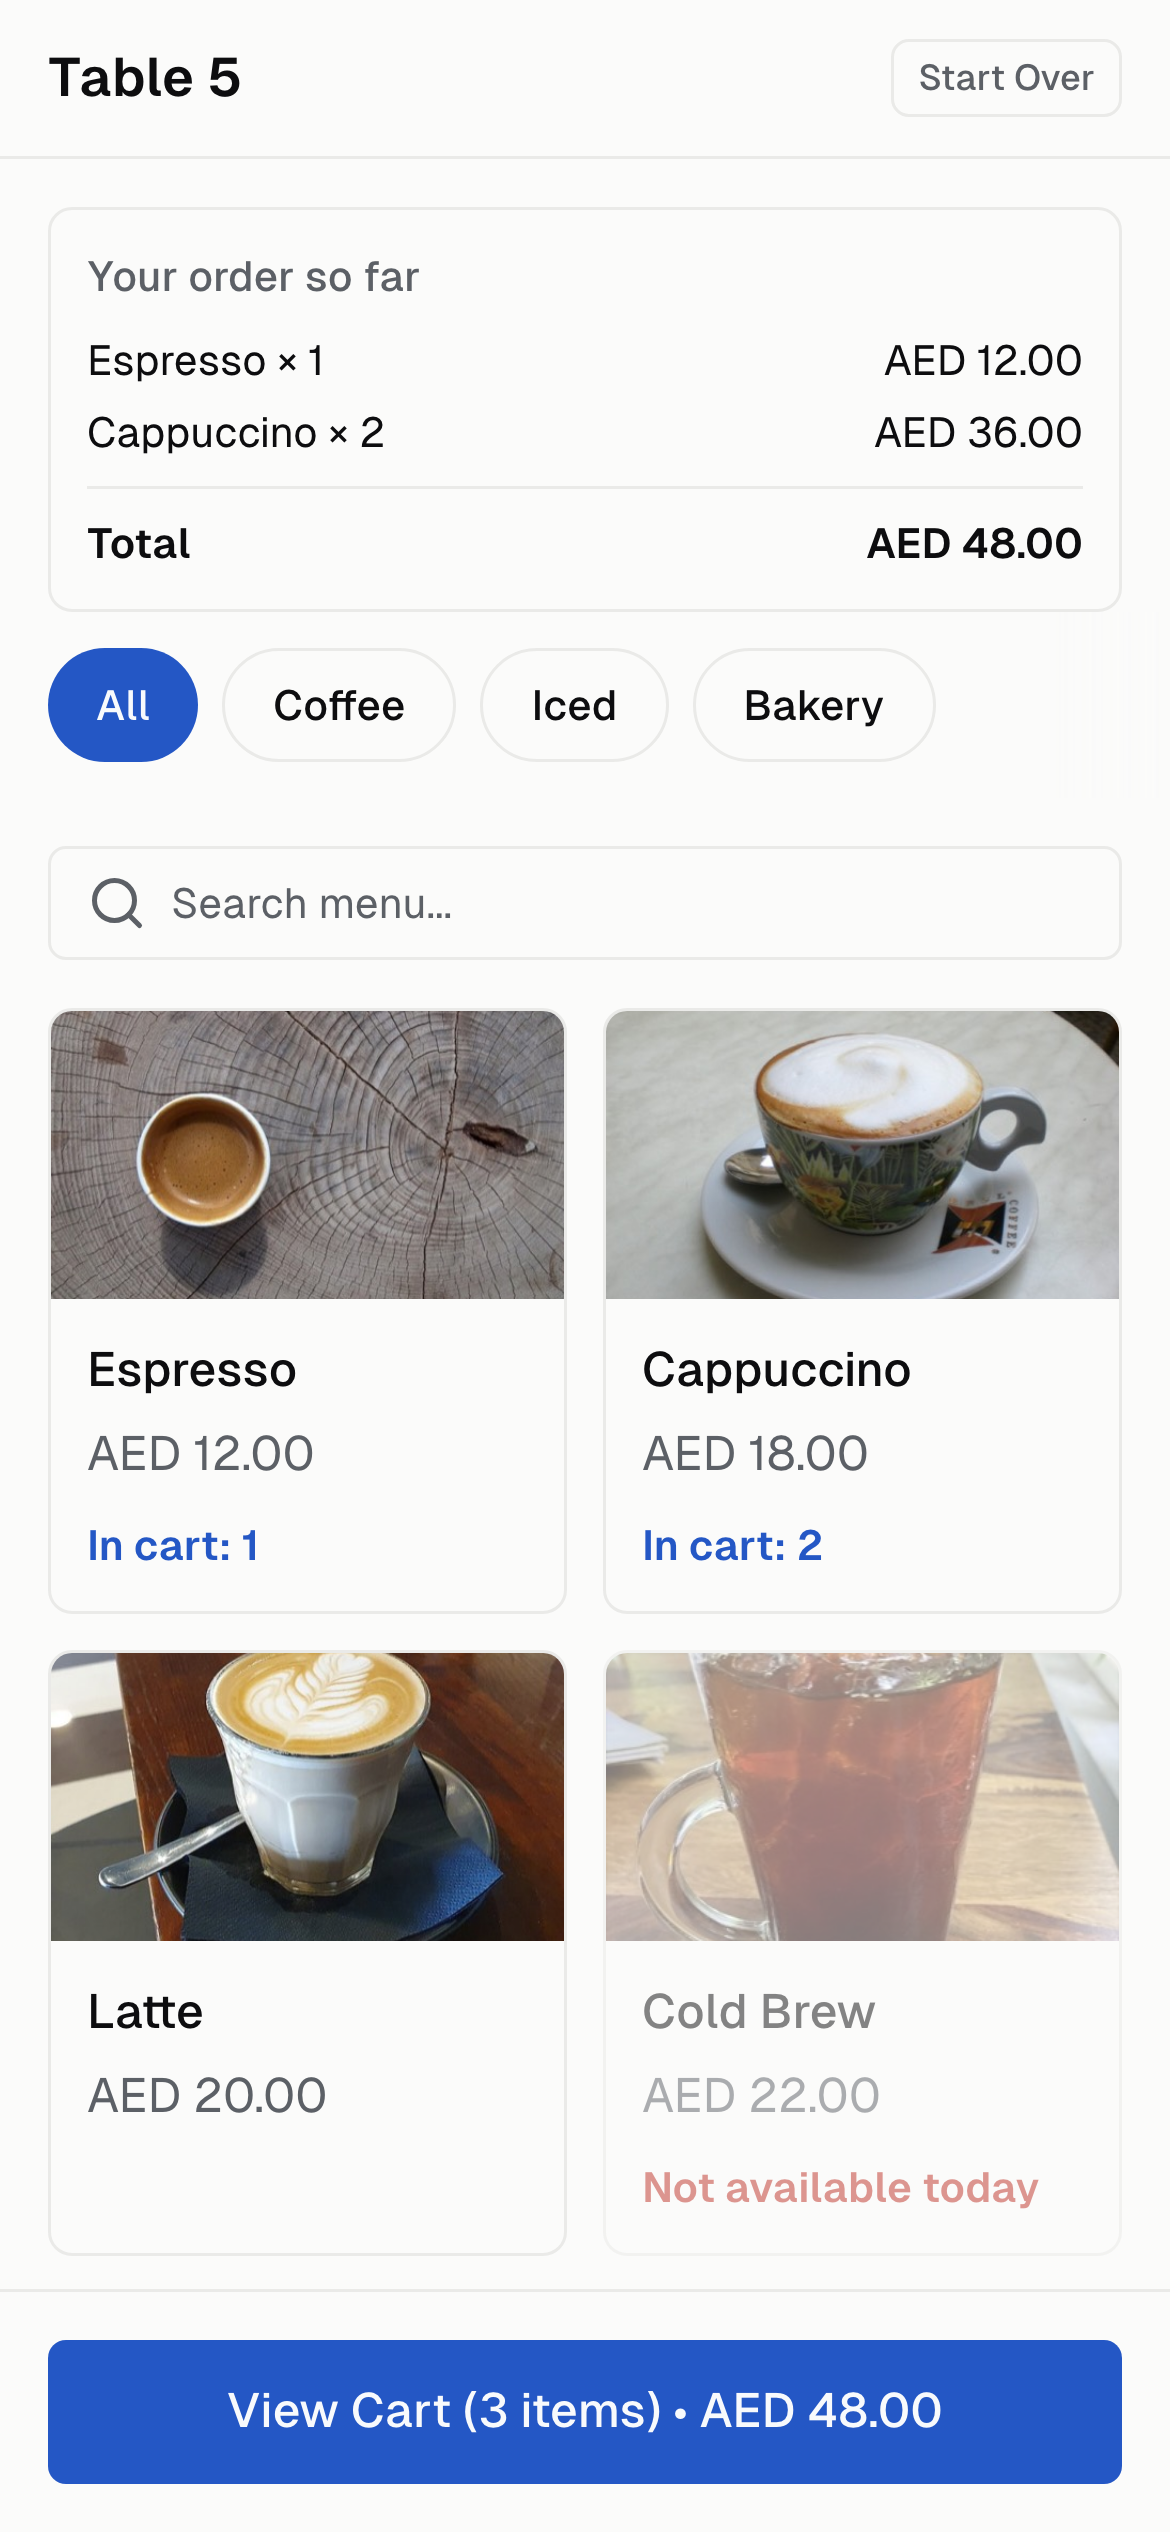 Table 5
Start Over
Your order so far
Espresso × 1
AED 12.00
Cappuccino × 2
AED 36.00
Total
AED 48.00
All
Coffee
Iced
Bakery
Search menu...
COFFEE
Espresso
Cappuccino
AED 12.00
AED 18.00
In cart: 1
In cart: 2
Latte
Cold Brew
AED 20.00
AED 22.00
Not available today
View Cart (3 items) • AED 48.00